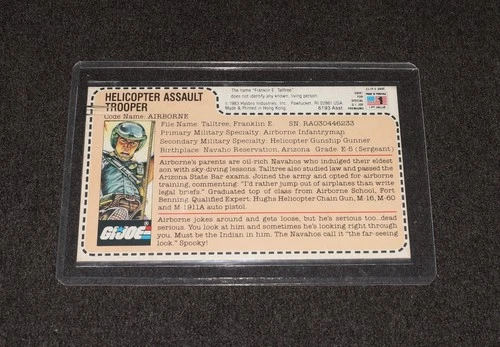 HELICOPTER ASSAULT
TROOPER
The name "Franklin E. Talltree"
does not identify any known, living person
© 1983 Hasbro Industries, Inc. Pawtucket, RI 02861 USA
Made & Printed in Hong Kong 6193 Asst
1
Code Name: AIRBORNE
File Name: Talltree, Franklin E. SN: RA030446233
Primary Military Specialty: Airborne Infantryman
Secondary Military Specialty: Helicopter Gunship Gunner
Birthplace: Navaho Reservation, Arizona Grade: E-5 (Sergeant)
Airborne's parents are oil-rich Navahos who indulged their eldest
son with sky-diving lessons. Talltree also studied law and passed the
Arizona State Bar exams. Joined the army and opted for airborne
training, commenting: "I'd rather jump out of airplanes than write
legal briefs." Graduated top of class from Airborne School, Fort
Benning. Qualified Expert: Hughs Helicopter Chain Gun, M-16, M-60
and M-1911A auto pistol.
Airborne jokes around and gets loose, but he's serious too...dead
serious. You look at him and sometimes he's looking right through
you. Must be the Indian in him. The Navahoe call it "the far-seeing
look." Spooky!
GI JOE